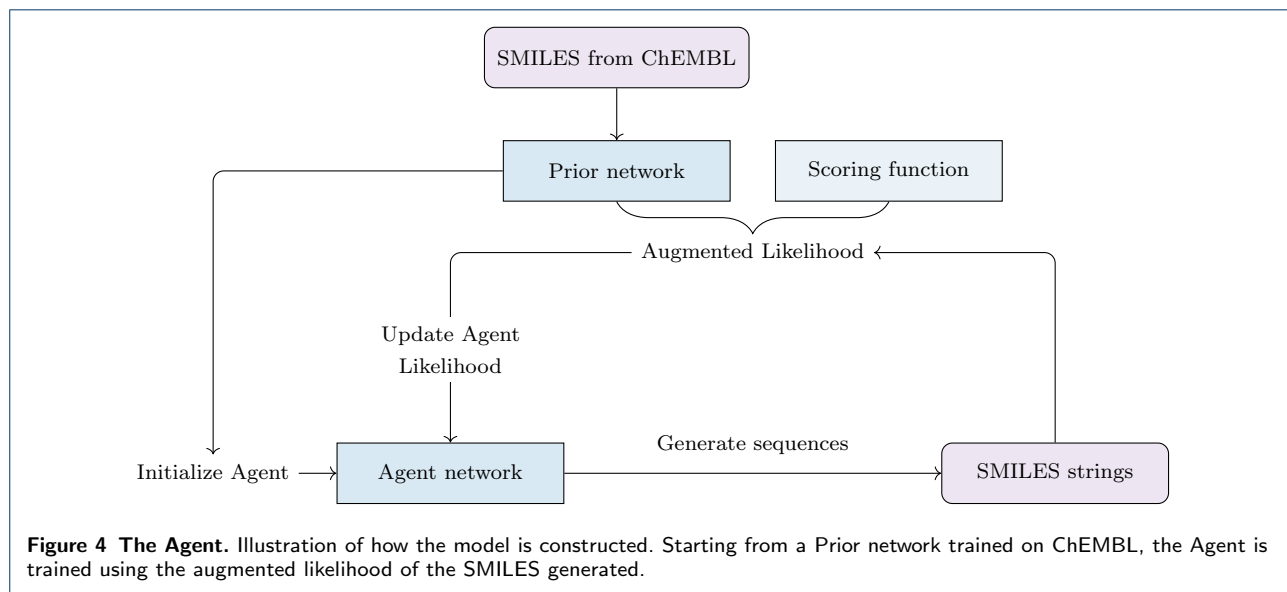 SMILES from ChEMBL
Prior network
Scoring function
Augmented Likelihood
Update Agent
Likelihood
Generate sequences
Initialize Agent
Agent network
SMILES strings
Figure 4 The Agent. Illustration of how the model is constructed. Starting from a Prior network trained on ChEMBL, the Agent is
trained using the augmented likelihood of the SMILES generated.